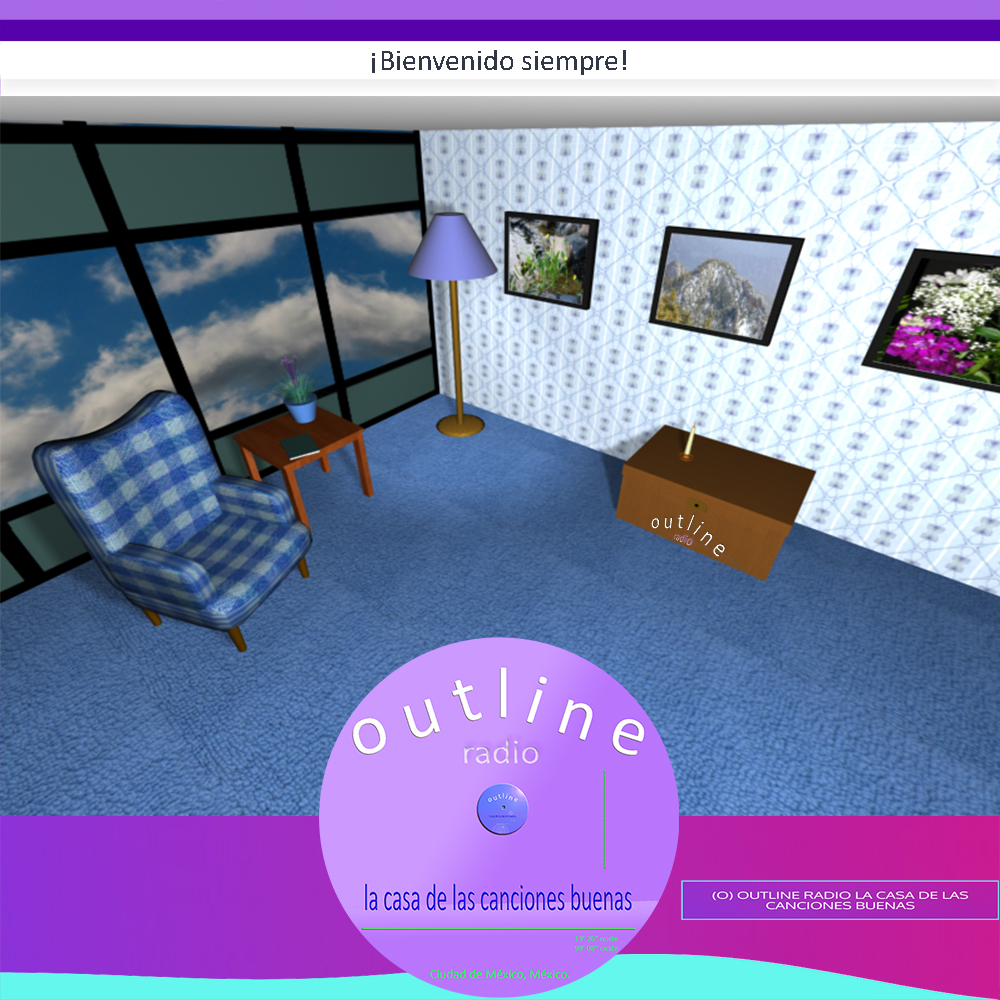 ¡Bienvenido siempre!
outline
radio
outline
radio
outline
la casa de las canciones buenas
(O) OUTLINE RADIO LA CASA DE LAS
CANCIONES BUENAS
Ciudad de México, México.